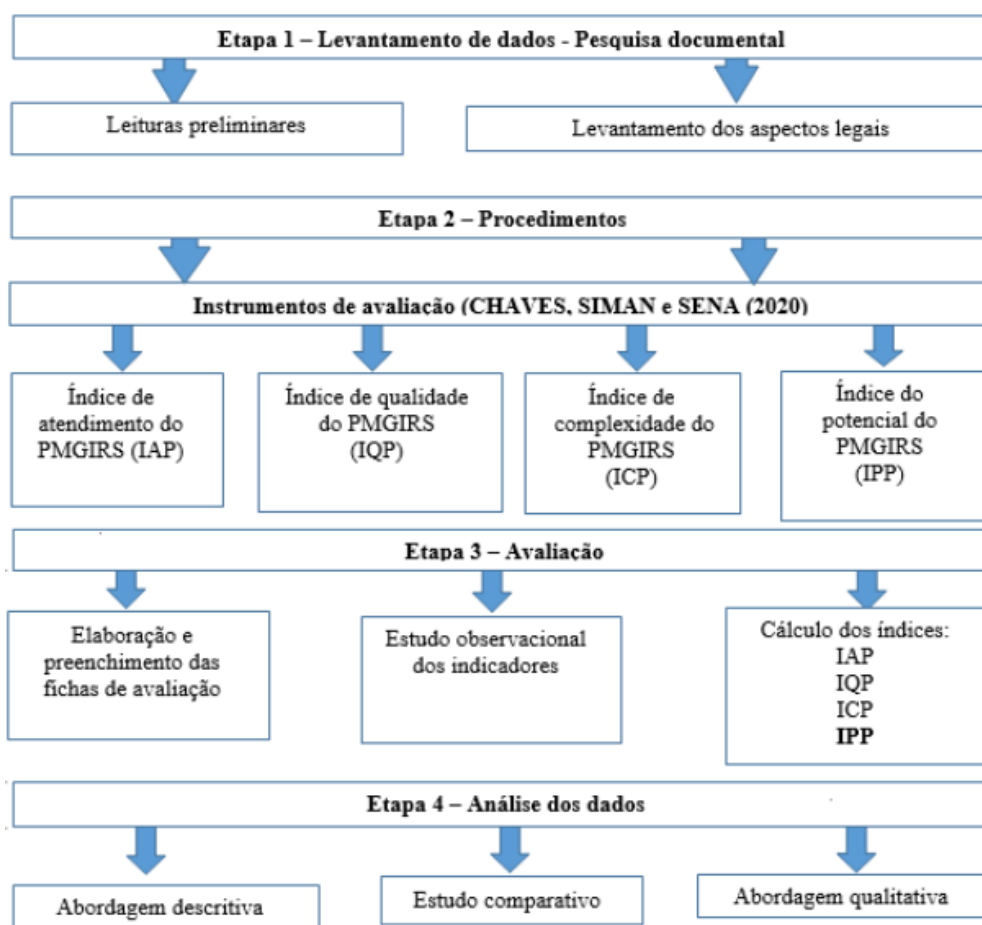 Etapa 1 – Levantamento de dados - Pesquisa documental
Leituras preliminares
Levantamento dos aspectos legais
Etapa 2 – Procedimentos
Instrumentos de avaliação (CHAVES, SIMAN e SENA (2020)
Índice de
atendimento do
PMGIRS (IAP)
Índice de qualidade
do PMGIRS
(IQP)
Índice de
complexidade do
PMGIRS
(ICP)
Índice do
potencial do
PMGIRS
(IPP)
Etapa 3 – Avaliação
Elaboração e
preenchimento das
fichas de avaliação
Estudo observacional
dos indicadores
Cálculo dos índices:
IAP
IQP
ICP
IPP
Etapa 4 – Análise dos dados
Abordagem descritiva
Estudo comparativo
Abordagem qualitativa